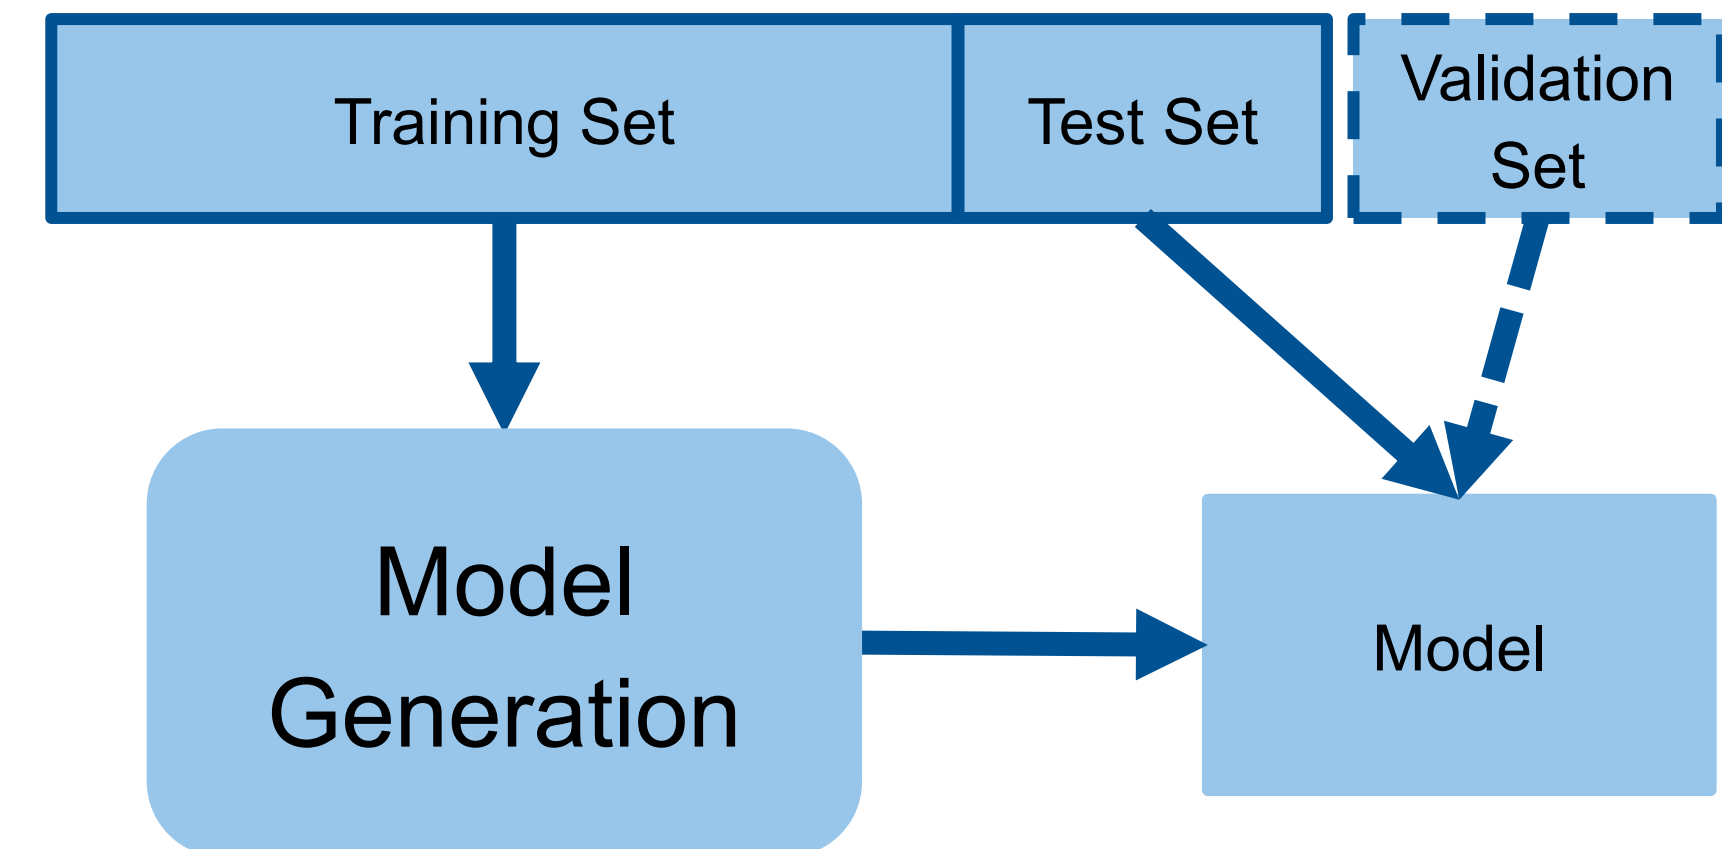 Training Set
Test Set
Validation
Set
Model
Generation
Model